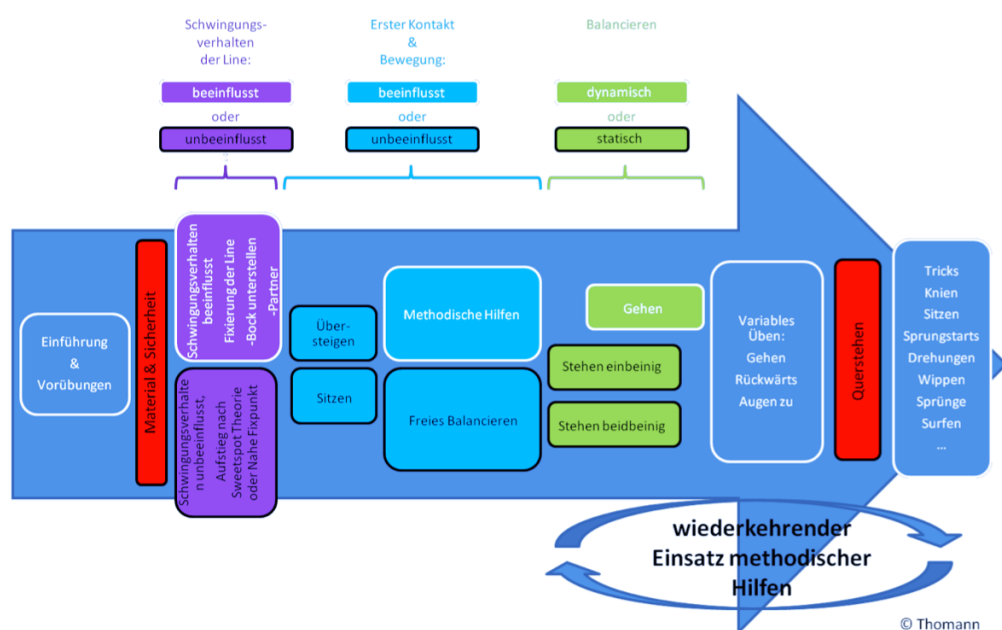 Schwingungs-
verhalten
der Line:
beeinflusst
oder
unbeeinflusst
:
Erster Kontakt
&
Bewegung:
beeinflusst
oder
unbeeinflusst
Balancieren
dynamisch
oder
statisch
Einführung
&
Vorübungen
Material & Sicherheit
Schwingungsverhalten
beeinflusst
Fixierung der Line
-Bock unterstellen
-Partner
Schwingungsverhalte
n unbeeinflusst,
Aufstieg nach
Sweetspot Theorie
oder Nahe Fixpunkt
Über-
steigen
Sitzen
Methodische Hilfen
Freies Balancieren
Gehen
Stehen einbeinig
Stehen beidbeinig
Variables
Üben:
Gehen
Rückwärts
Augen zu
Querstehen
Tricks
Knien
Sitzen
Sprungstarts
Drehungen
Wippen
Sprünge
Surfen
...
wiederkehrender
Einsatz methodischer
Hilfen
© Thomann